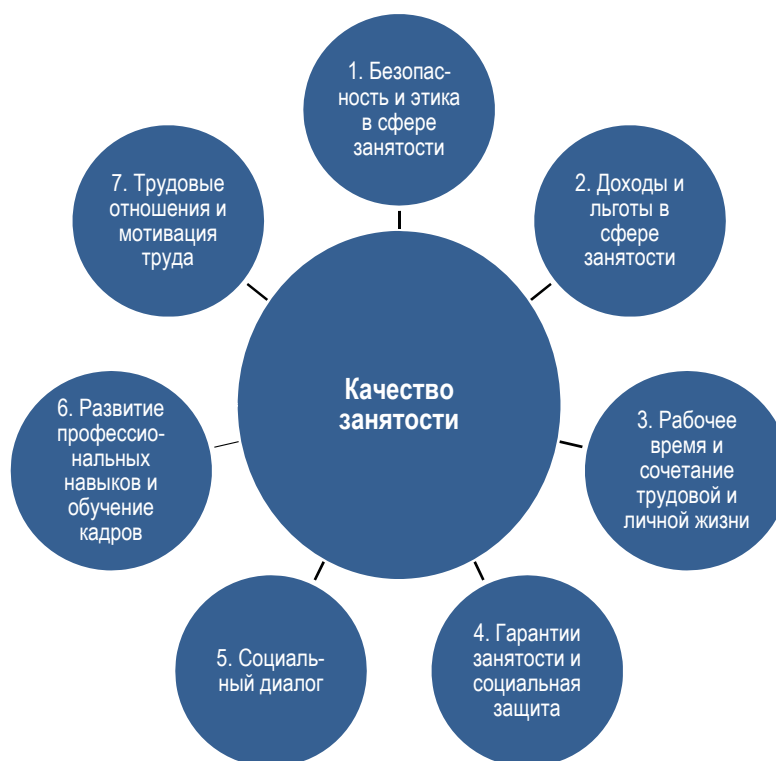 1. Безопас-
ность и этика
в сфере
занятости
2. Доходы и
льготы в
сфере
занятости
3. Рабочее
время и
сочетание
трудовой и
личной жизни
4. Гарантии
занятости и
социальная
защита
5. Социаль-
ный диалог
6. Развитие
профессио-
нальных
навыков и
обучение
кадров
7. Трудовые
отношения и
мотивация
труда
Качество
занятости